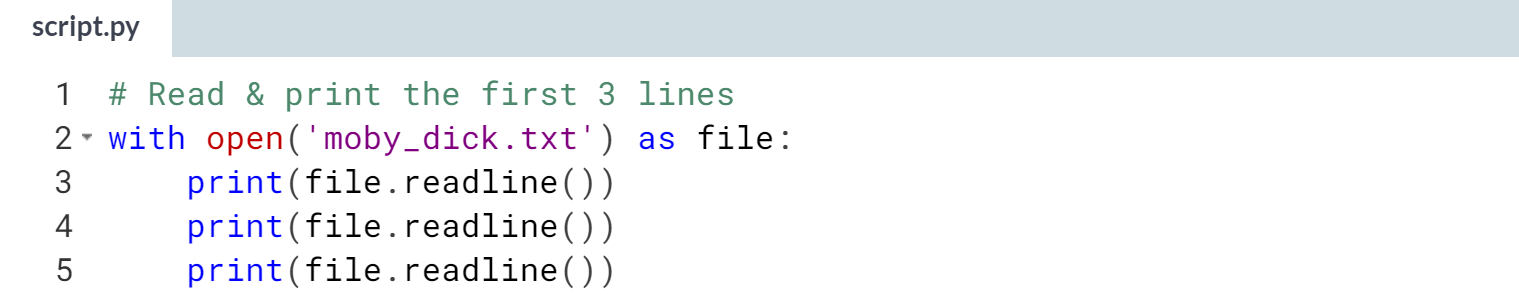 script.py
1 # Read & print the first 3 lines
2 with open('moby_dick.txt') as file:
3     print(file.readline())
4     print(file.readline())
5     print(file.readline())